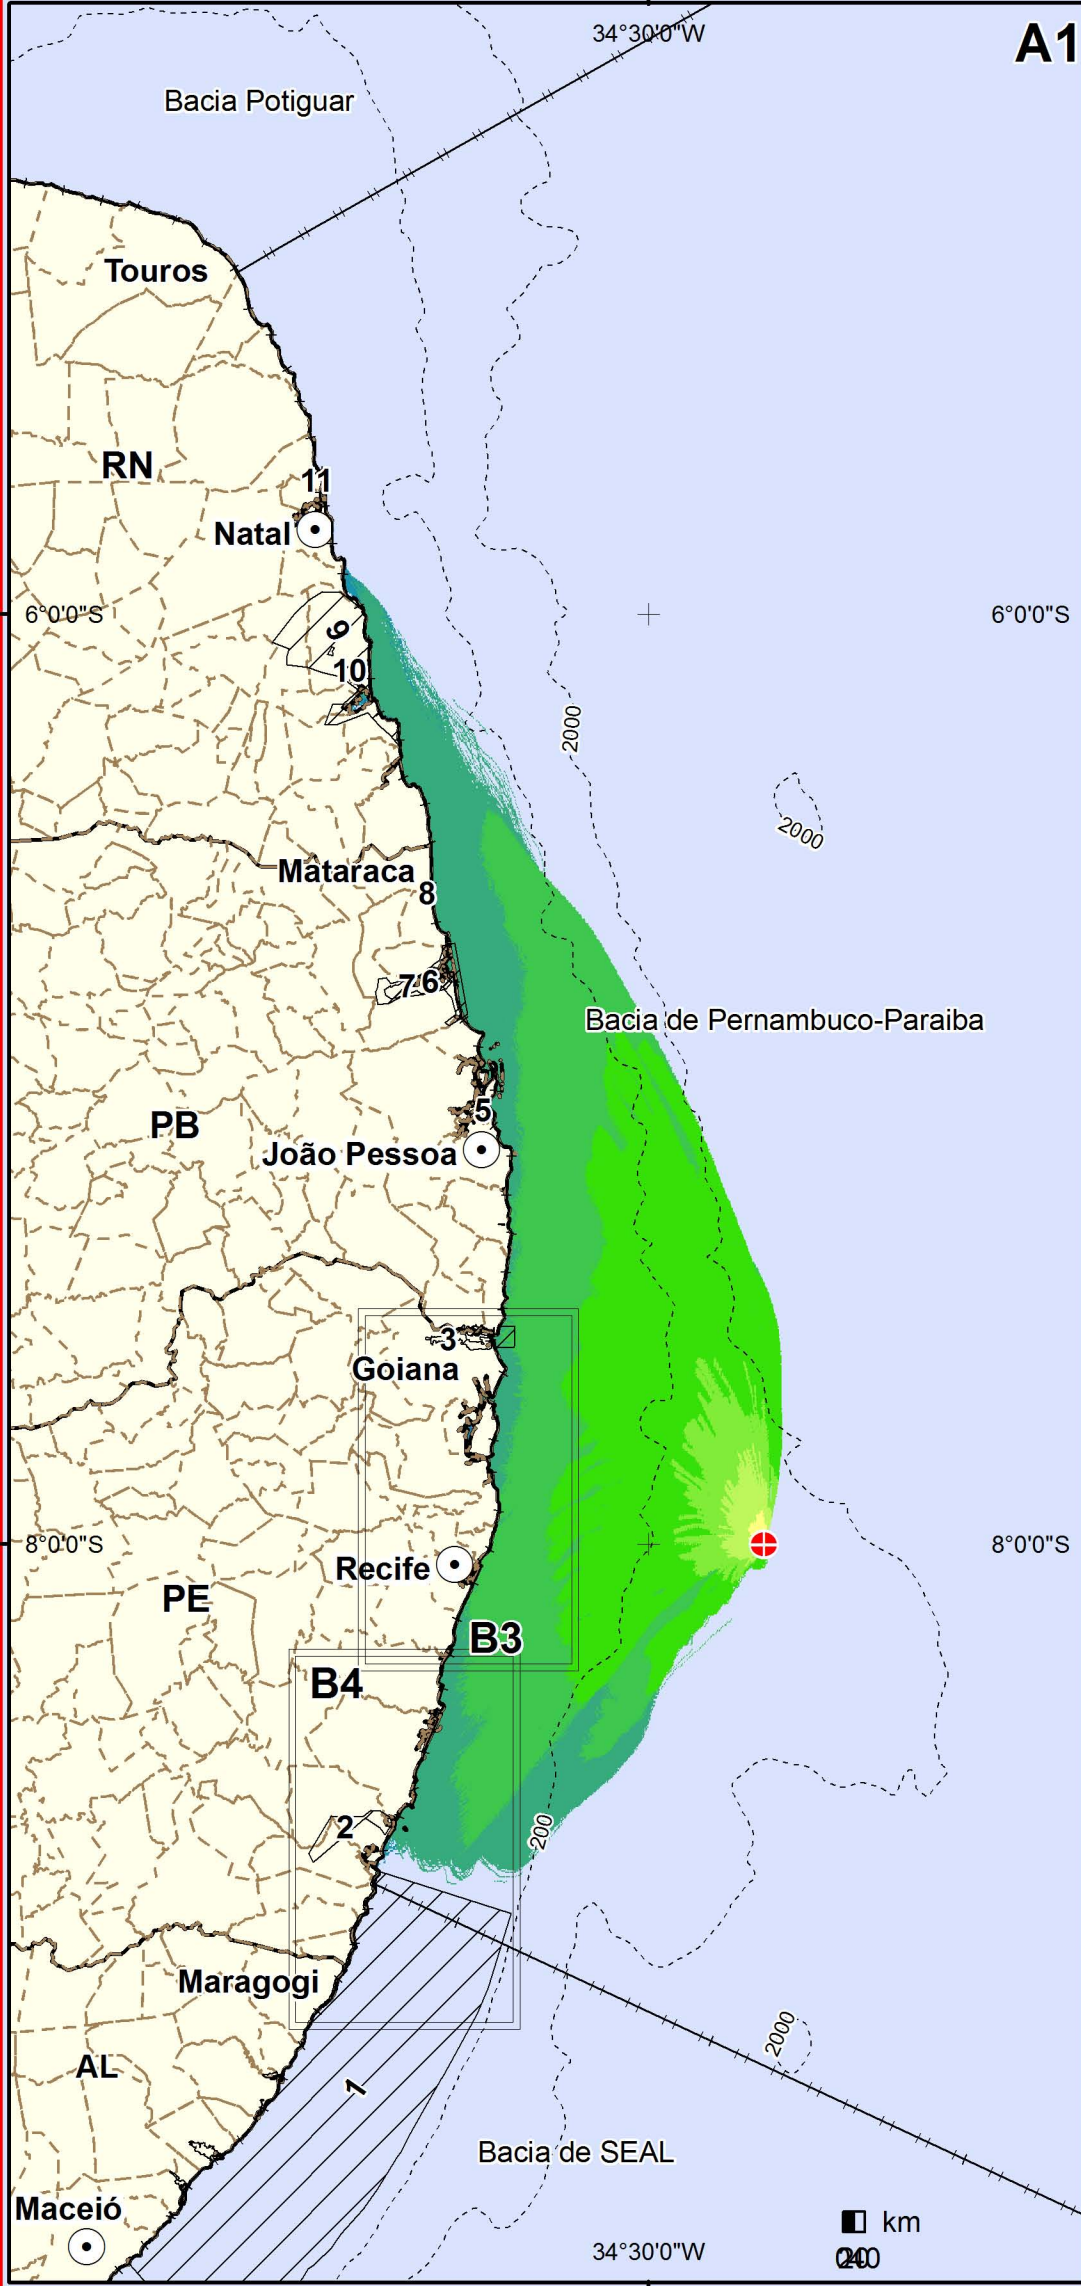 34°30'0"W
A1
Bacia Potiguar
Touros
RN
11
Natal
6°0'0"S
6°0'0"S
9
10
2000
2000
Mataraca
8
7
6
Bacia de Pernambuco-Paraiba
5
PB
João Pessoa
3
Goiana
8°0'0"S
8°0'0"S
Recife
PE
B3
B4
2
200
Maragogi
2000
AL
1
Bacia de SEAL
Maceió
km
34°30'0"W